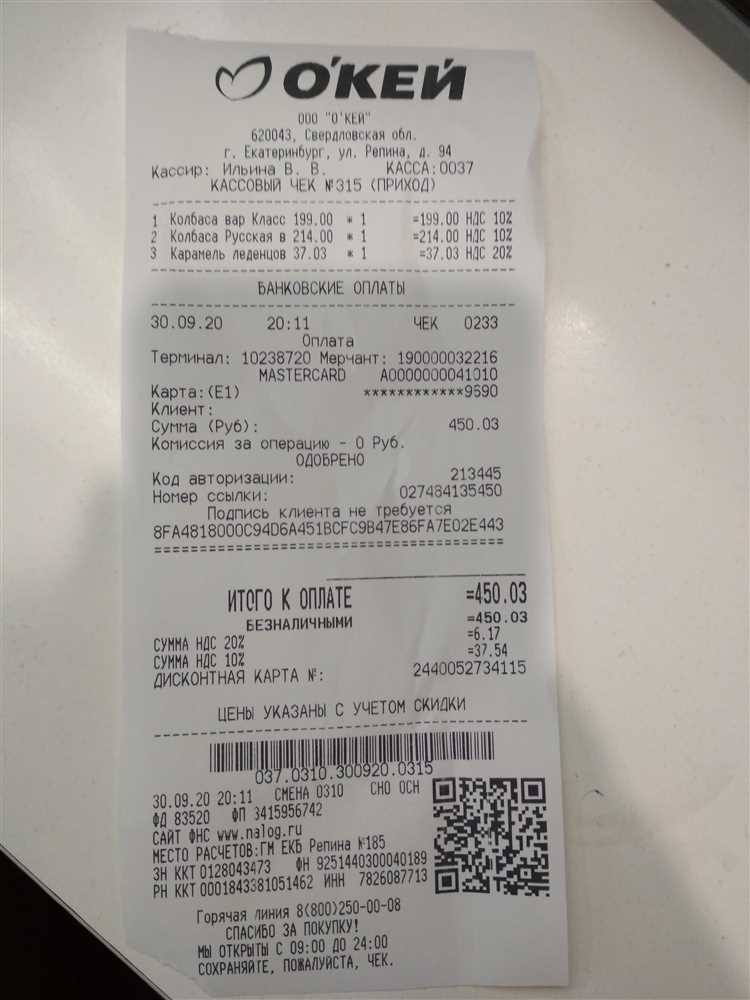 О'КЕЙ
ООО "О'КЕЙ"
620043, Свердловская обл.
г. Екатеринбург, ул. Репина, д. 94
Кассир: Ильина В. В. КАССА:0037
КАССОВЫЙ ЧЕК №315 (ПРИХОД)
1 Колбаса вар Класс 199.00 * 1 =199.00 НДС 10%
2 Колбаса Русская в 214.00 * 1 =214.00 НДС 10%
3 Карамель леденцов 37.03 * 1 =37.03 НДС 20%
БАНКОВСКИЕ ОПЛАТЫ
30.09.20 20:11 ЧЕК 0233
Оплата
Терминал: 10238720 Мерчант: 190000032216
MASTERCARD A0000000041010
Карта:(E1) ************9690
Клиент:
Сумма (Руб): 450.03
Комиссия за операцию - 0 Руб.
ОДОБРЕНО
Код авторизации: 213445
Номер ссылки: 027484135450
Подпись клиента не требуется
8FA4818000C94D6A451BCFC9B47E86FA7E02E443
========================================
ИТОГО К ОПЛАТЕ =450.03
БЕЗНАЛИЧНЫМИ =450.03
СУММА НДС 20% =6.17
СУММА НДС 10% =37.54
ДИСКОНТНАЯ КАРТА №: 2440052734115
ЦЕНЫ УКАЗАНЫ С УЧЕТОМ СКИДКИ
037.0310.300920.0315
30.09.20 20:11 СМЕНА 0310 СНО ОСН
ФД 83520 ФП 3415956742
САЙТ ФНС www.nalog.ru
МЕСТО РАСЧЕТОВ:ГМ ЕКБ Репина №185
ЗН ККТ 0128043473 ФН 9251440300040189
РН ККТ 0001843381051462 ИНН 7826087713
Горячая линия 8(800)250-00-08
СПАСИБО ЗА ПОКУПКУ!
МЫ ОТКРЫТЫ С 09:00 ДО 24:00
СОХРАНЯЙТЕ, ПОЖАЛУЙСТА, ЧЕК.